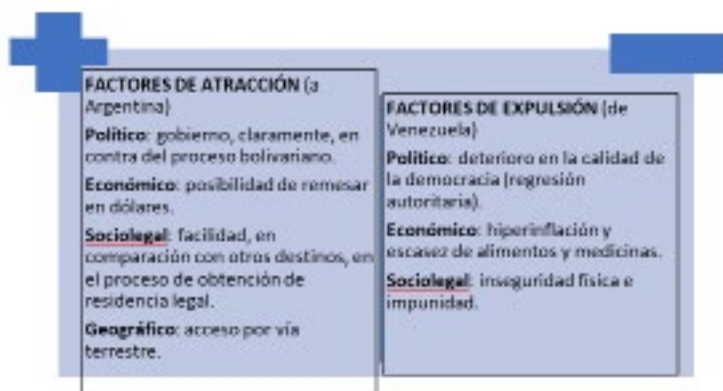 FACTORES DE ATRACCIÓN (a
Argentina)
Político: gobierno, claramente, en
contra del proceso bolivariano.
Económico: posibilidad de remesar
en dólares.
Sociolegal: facilidad, en
comparación con otros destinos, en
el proceso de obtención de
residencia legal.
Geográfico: acceso por vía
terrestre.
FACTORES DE EXPULSIÓN (de
Venezuela)
Político: deterioro en la calidad de
la democracia (regresión
autoritaria).
Económico: hiperinflación y
escasez de alimentos y medicinas.
Sociolegal: inseguridad física e
impunidad.